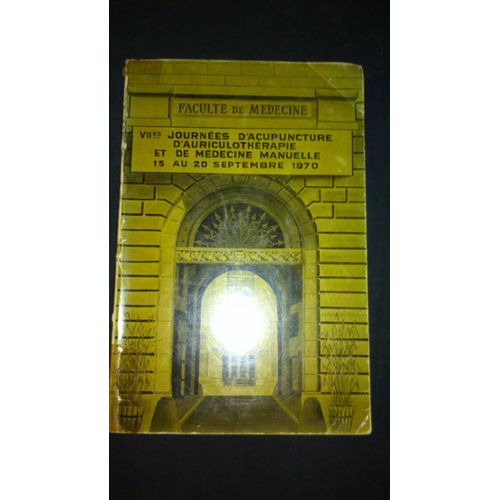 FACULTE DE MEDECINE
VIIES JOURNÉES D'ACUPUNCTURE
D'AURICULOTHÉRAPIE
ET DE MÉDECINE MANUELLE
15 AU 20 SEPTEMBRE 1970